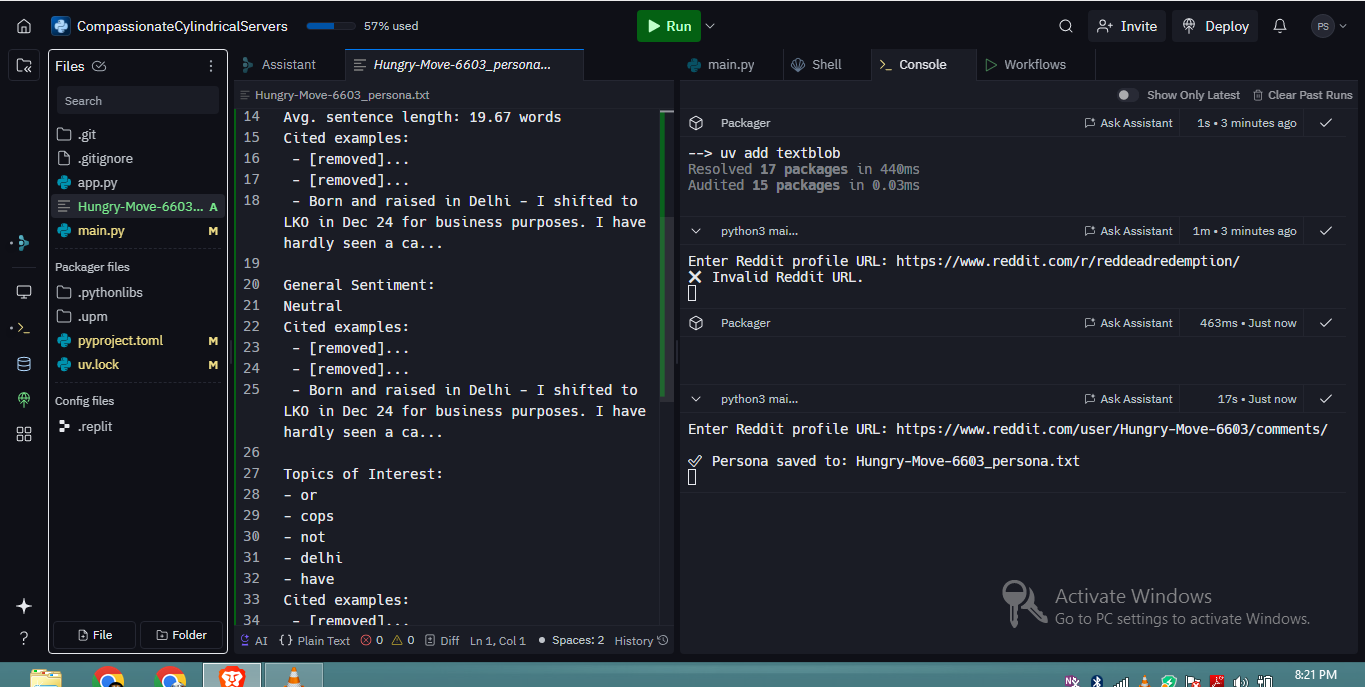 CompassionateCylindricalServers
57% used
Run
Invite
Deploy
PS
Files
Search
.git
.gitignore
app.py
Hungry-Move-6603... A
main.py M
Packager files
.pythonlibs
.upm
pyproject.toml M
uv.lock M
Config files
.replit
File
Folder
Assistant
Hungry-Move-6603_persona...
Hungry-Move-6603_persona.txt
14 Avg. sentence length: 19.67 words
15 Cited examples:
16 - [removed]...
17 - [removed]...
18 - Born and raised in Delhi - I shifted to
LKO in Dec 24 for business purposes. I have
hardly seen a ca...
19
20 General Sentiment:
21 Neutral
22 Cited examples:
23 - [removed]...
24 - [removed]...
25 - Born and raised in Delhi - I shifted to
LKO in Dec 24 for business purposes. I have
hardly seen a ca...
26
27 Topics of Interest:
28 - or
29 - cops
30 - not
31 - delhi
32 - have
33 Cited examples:
34 - [removed]...
AI
{} Plain Text
0
0
Diff
Ln 1, Col 1
Spaces: 2
History
main.py
Shell
Console
Workflows
Show Only Latest
Clear Past Runs
Packager
Ask Assistant
1s • 3 minutes ago
--> uv add textblob
Resolved 17 packages in 440ms
Audited 15 packages in 0.03ms
python3 mai...
Ask Assistant
1m • 3 minutes ago
Enter Reddit profile URL: https://www.reddit.com/r/reddeadredemption/
❌ Invalid Reddit URL.
Packager
Ask Assistant
463ms • Just now
python3 mai...
Ask Assistant
17s • Just now
Enter Reddit profile URL: https://www.reddit.com/user/Hungry-Move-6603/comments/
✅ Persona saved to: Hungry-Move-6603_persona.txt
Activate Windows
Go to PC settings to activate Windows.
8:21 PM